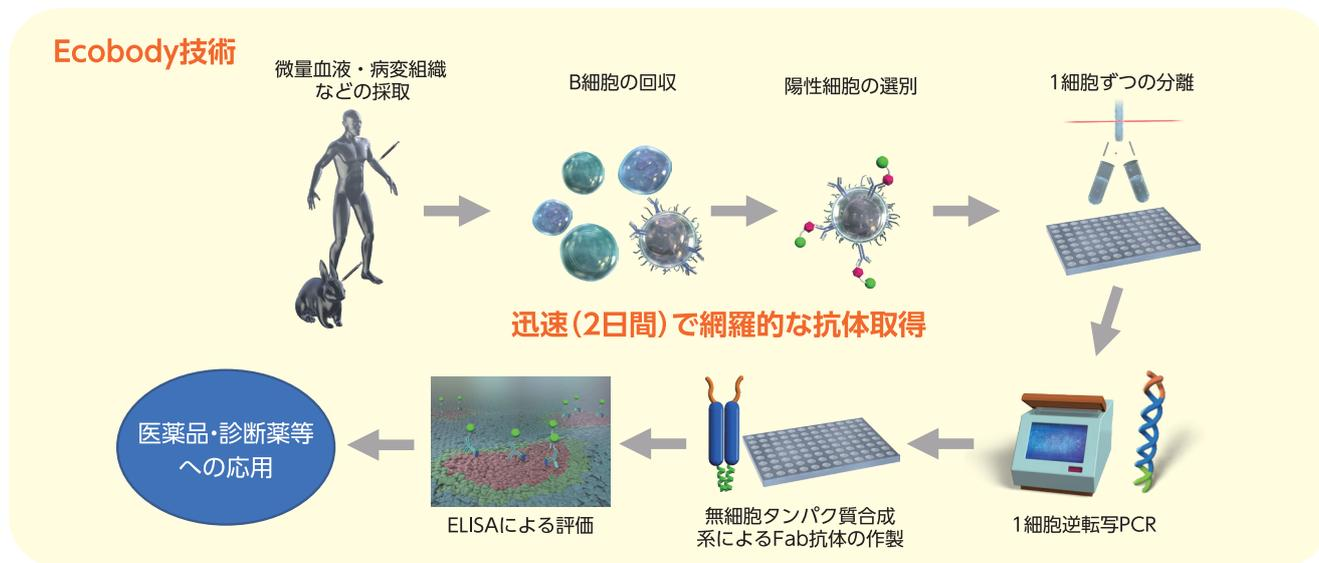 Ecobody技術
微量血液・病変組織
などの採取
B細胞の回収
陽性細胞の選別
1細胞ずつの分離
迅速（2日間）で網羅的な抗体取得
1細胞逆転写PCR
無細胞タンパク質合成
系によるFab抗体の作製
ELISAによる評価
医薬品・診断薬等
への応用